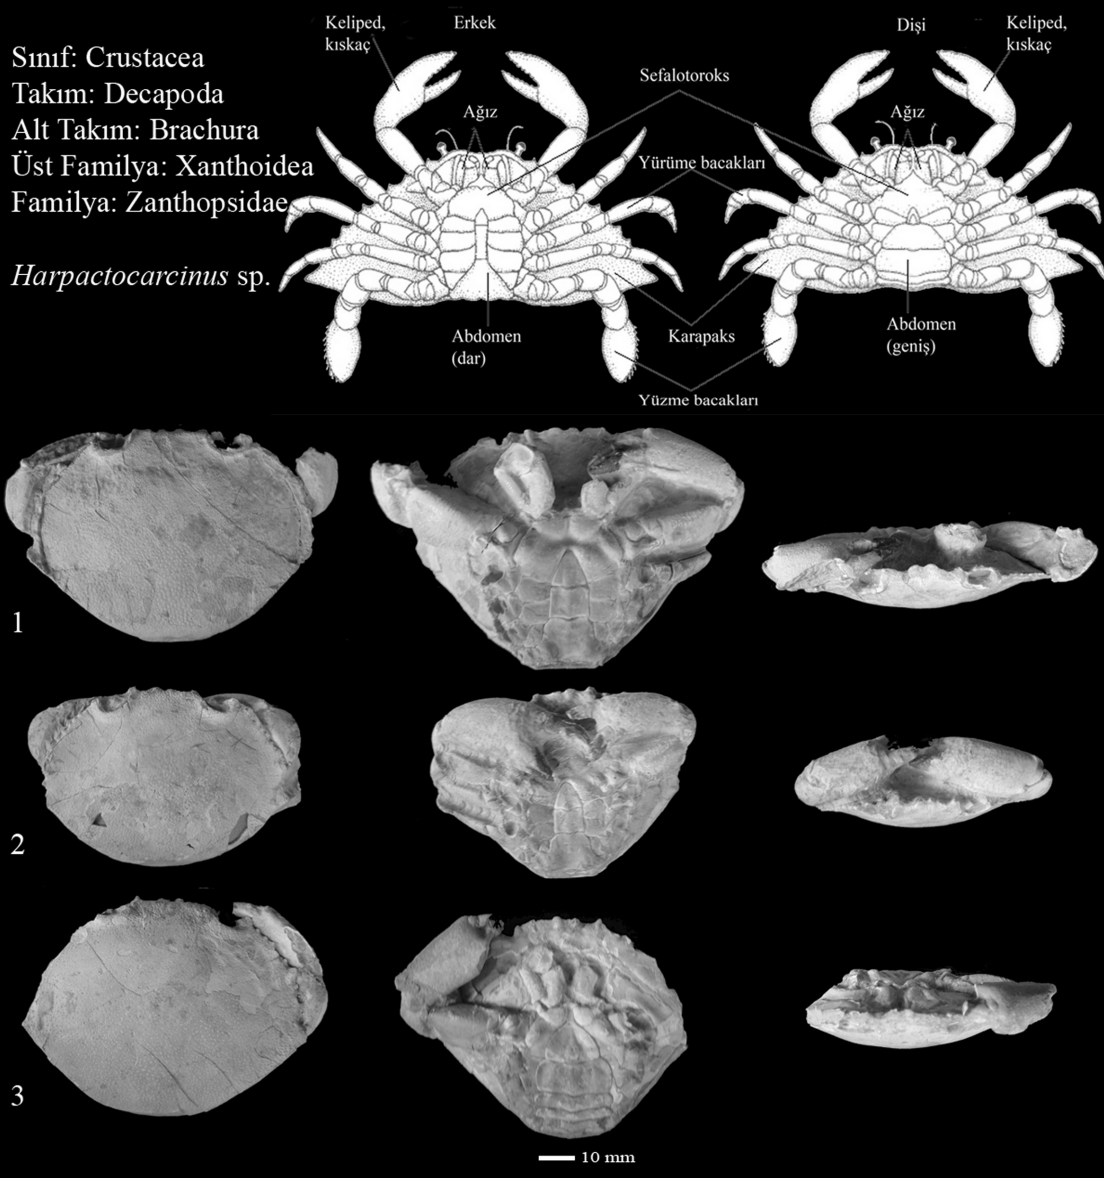 Sınıf: Crustacea
Takım: Decapoda
Alt Takım: Brachura
Üst Familya: Xanthoidea
Familya: Zanthopsidae
Harpactocarcinus sp.
Keliped,
kıskaç
Erkek
Ağız
Sefalotoroks
Yürüme bacakları
Abdomen
(dar)
Karapaks
Yüzme bacakları
Dişi
Keliped,
kıskaç
Ağız
Abdomen
(geniş)
1
2
3
10 mm